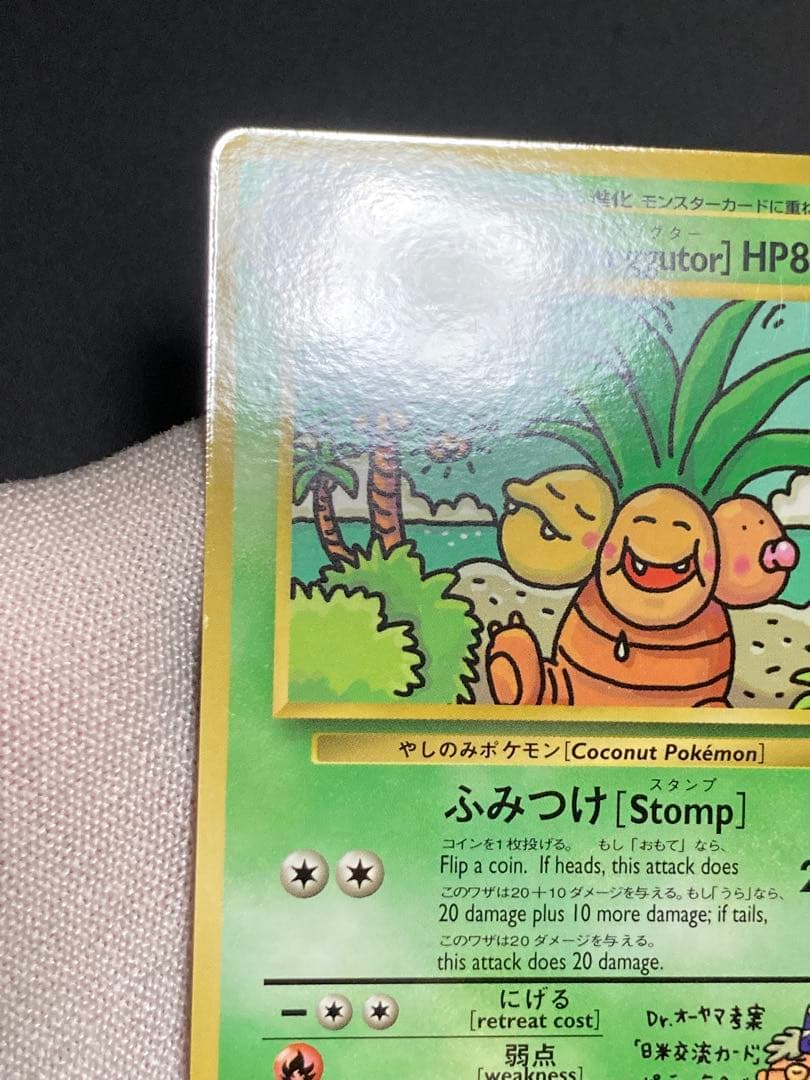 進化 モンスターカードに重ね
グター
ggutor] HP8
やしのみポケモン[Coconut Pokémon]
スタンプ
ふみつけ[Stomp]
コインを1枚投げる。 もし「おもて」なら、
Flip a coin. If heads, this attack does
このワザは20+10ダメージを与える。もし「うら」なら、
20 damage plus 10 more damage; if tails,
このワザは20ダメージを与える。
this attack does 20 damage.
にげる
[retreat cost]
弱点
[weakness]
Dr.オーヤマ考案
「日米交流カード